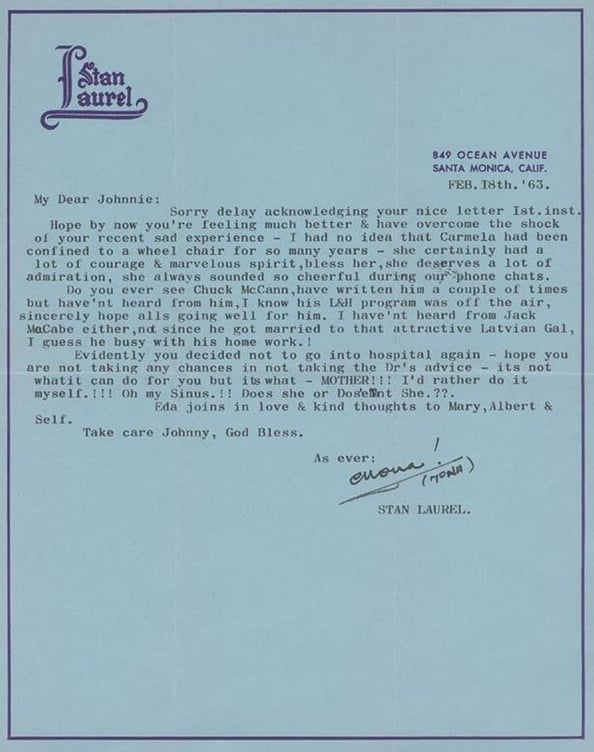 Stan
Laurel
849 OCEAN AVENUE
SANTA MONICA, CALIF.
FEB. I8th. '63.
My Dear Johnnie:
Sorry delay acknowledging your nice letter Ist.inst.
Hope by now you're feeling much better & have overcome the shock
of your recent sad experience - I had no idea that Carmela had been
confined to a wheel chair for so many years - she certainly had a
lot of courage & marvelous spirit,bless her,she deserves a lot of
admiration, she always sounded so cheerful during our phone chats.
Do you ever see Chuck McCann,have written him a couple of times
but have'nt heard from him,I know his L&H program was off the air,
sincerely hope alls going well for him. I have'nt heard from Jack
McCabe either,not since he got married to that attractive Latvian Gal,
I guess he busy with his home work.!
Evidently you decided not to go into hospital again - hope you
are not taking any chances in not taking the Dr's advice - its not
whatit can do for you but its what - MOTHER!!! I'd rather do it
myself.!!! Oh my Sinus.!! Does she or Does'nt She.??.
Eda joins in love & kind thoughts to Mary,Albert &
Self.
Take care Johnny, God Bless.
As ever:
!
(MONA)
STAN LAUREL.